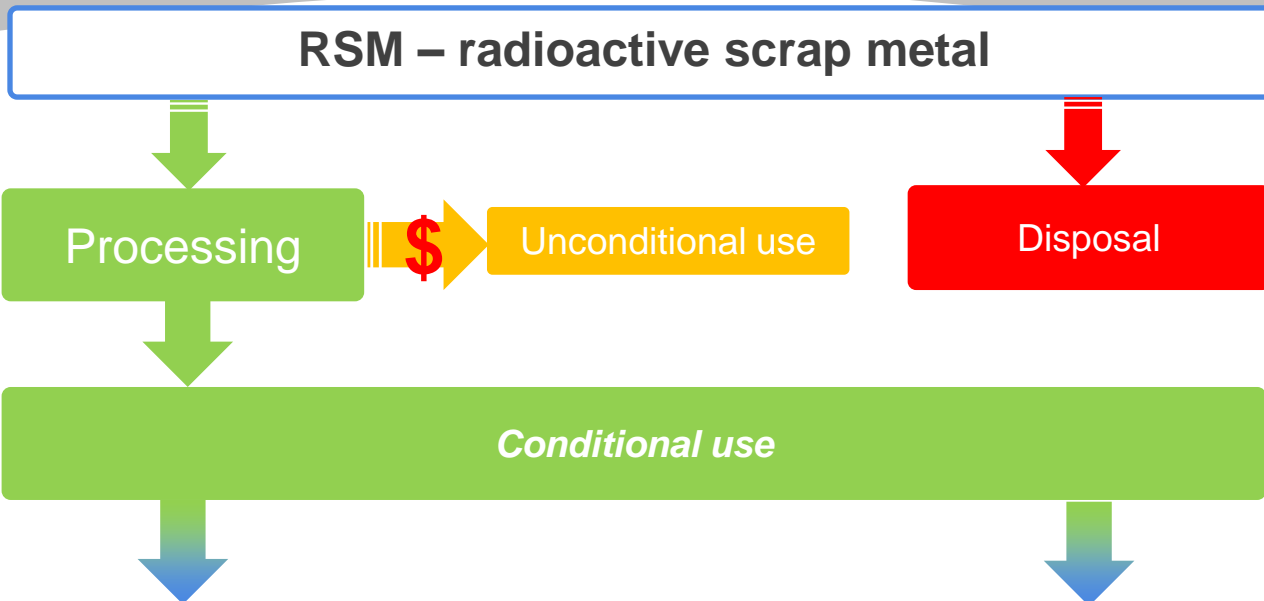 RSM – radioactive scrap metal
Processing
$
Unconditional use
Disposal
Conditional use